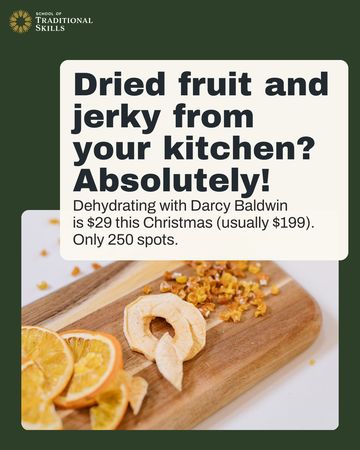 SCHOOL OF
TRADITIONAL
SKILLS
Dried fruit and
jerky from
your kitchen?
Absolutely!
Dehydrating with Darcy Baldwin
is $29 this Christmas (usually $199).
Only 250 spots.